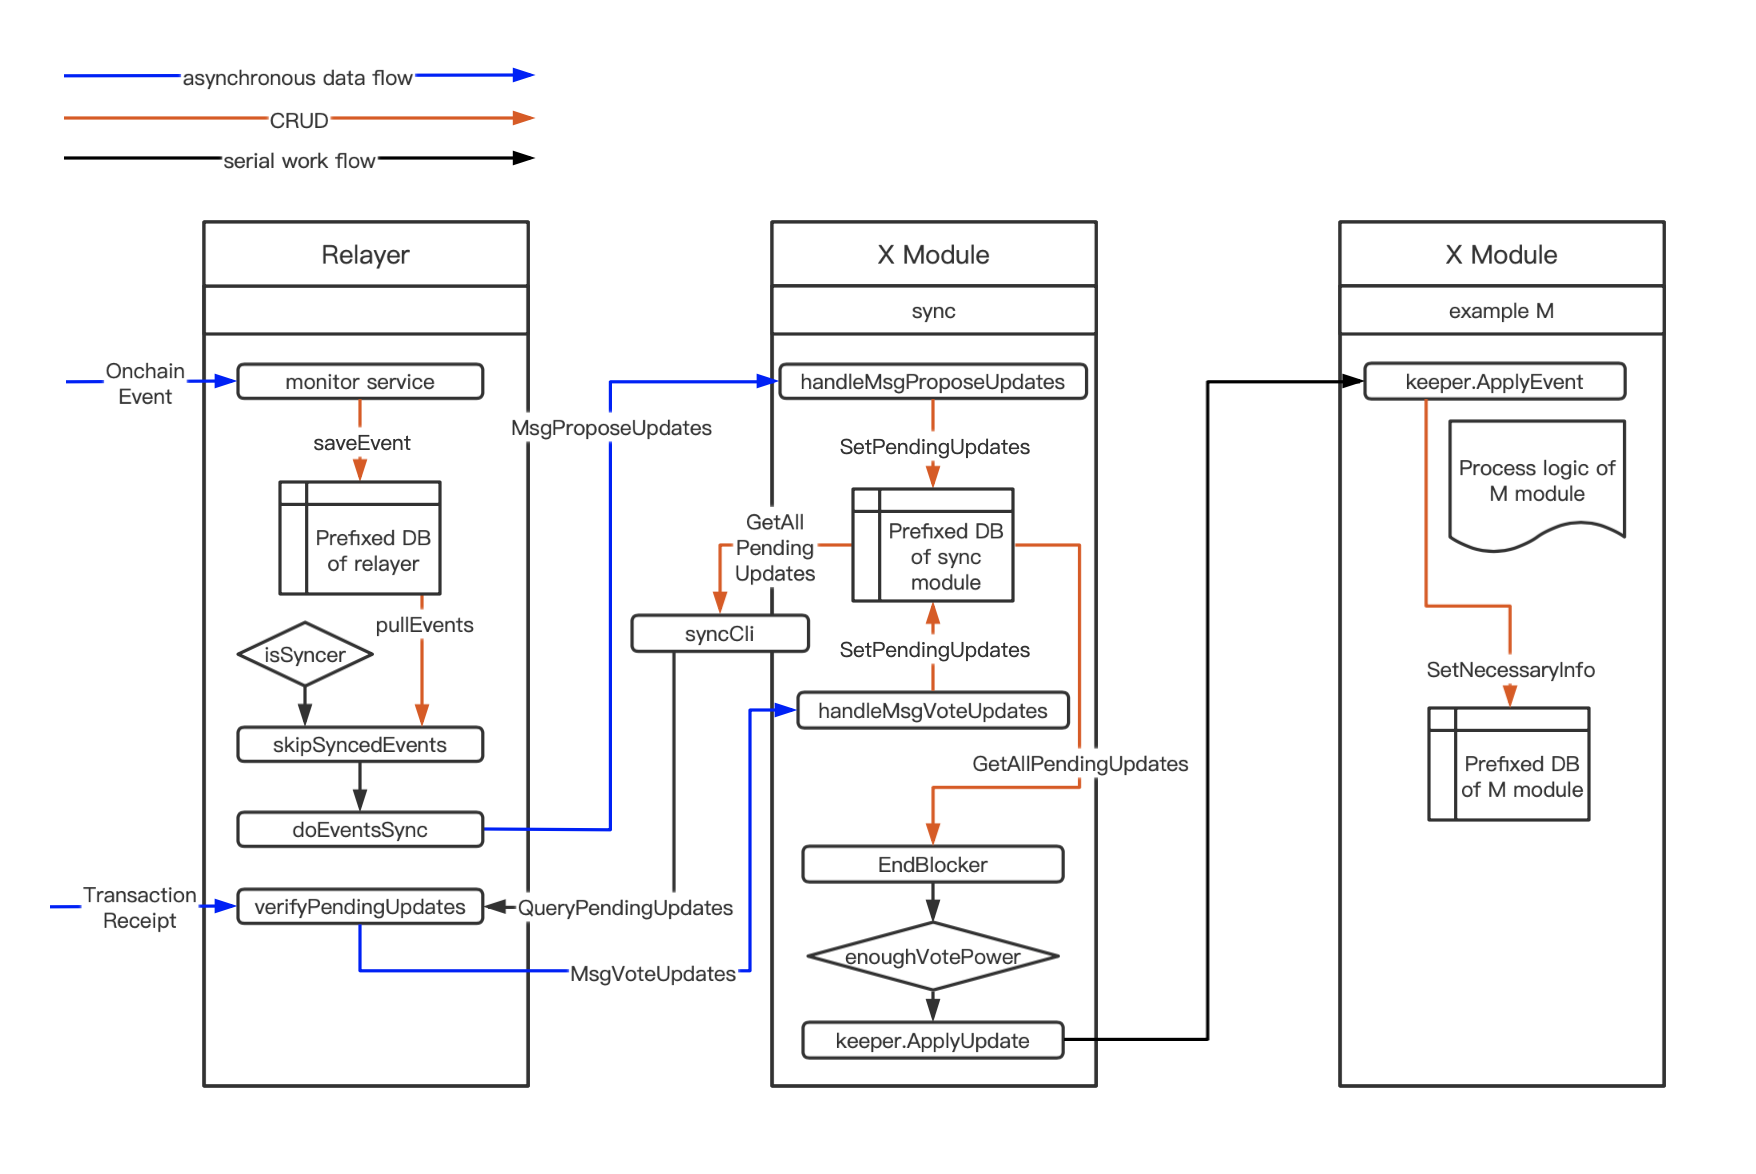 asynchronous data flow
CRUD
serial work flow
Relayer
Onchain
Event
monitor service
saveEvent
Prefixed DB
of relayer
pullEvents
isSyncer
skipSyncedEvents
doEventsSync
Transaction
Receipt
verifyPendingUpdates
MsgProposeUpdates
QueryPendingUpdates
MsgVoteUpdates
X Module
sync
handleMsgProposeUpdates
SetPendingUpdates
GetAll
Pending
Updates
Prefixed DB
of sync
module
syncCli
SetPendingUpdates
handleMsgVoteUpdates
GetAllPendingUpdates
EndBlocker
enoughVotePower
keeper.ApplyUpdate
X Module
example M
keeper.ApplyEvent
Process logic of
M module
SetNecessaryInfo
Prefixed DB
of M module